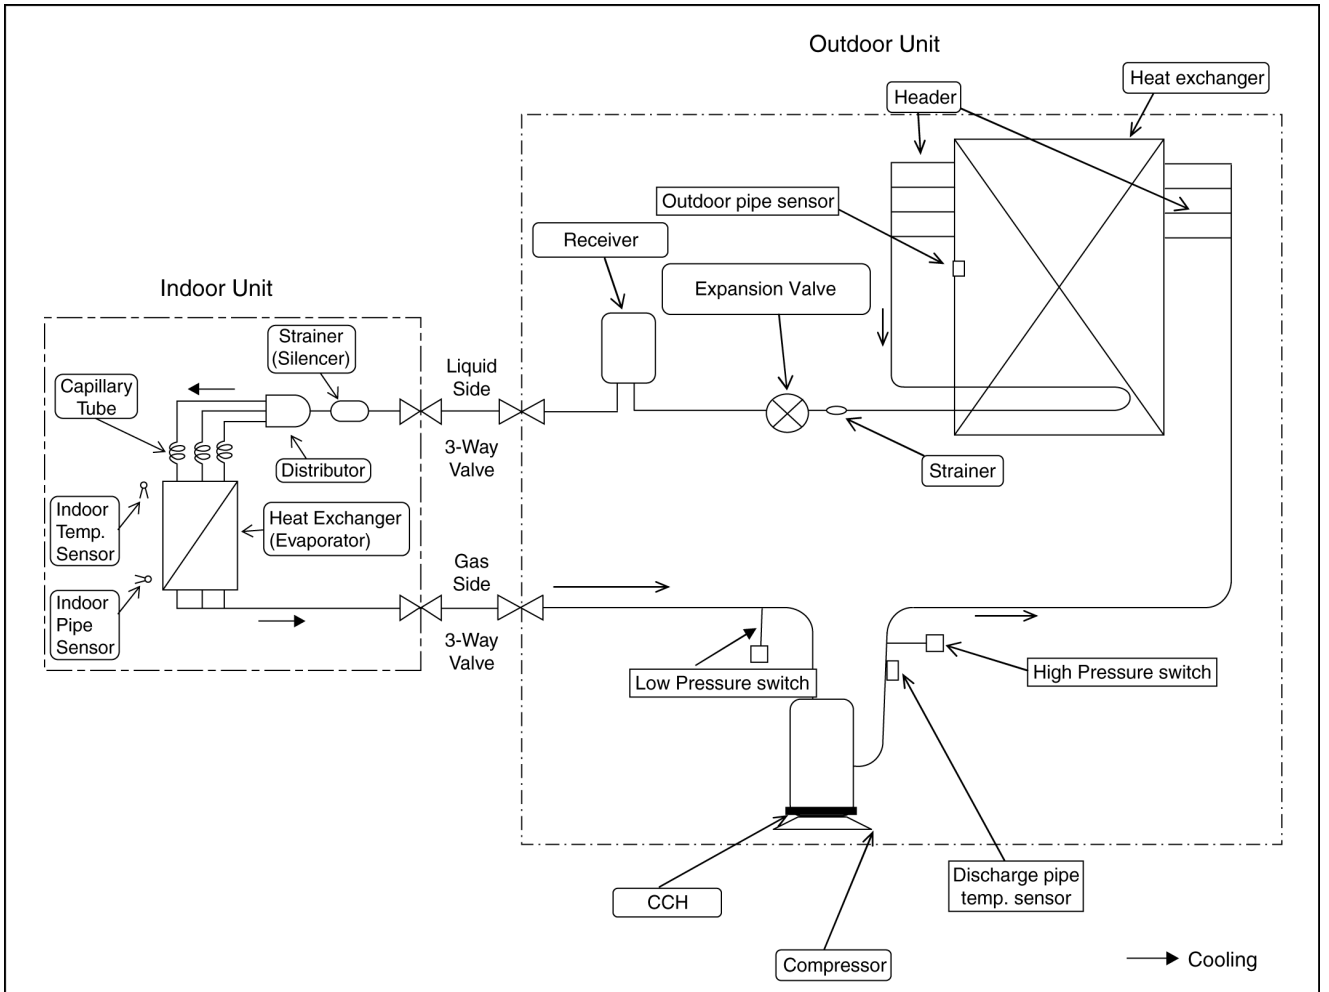 Outdoor Unit
Heat exchanger
Header
Outdoor pipe sensor
Receiver
Expansion Valve
Indoor Unit
Strainer
(Silencer)
Liquid
Side
Capillary
Tube
3-Way
Valve
Distributor
Strainer
Indoor
Temp.
Sensor
Heat Exchanger
(Evaporator)
Gas
Side
Indoor
Pipe
Sensor
3-Way
Valve
Low Pressure switch
High Pressure switch
Discharge pipe
temp. sensor
CCH
Compressor
Cooling